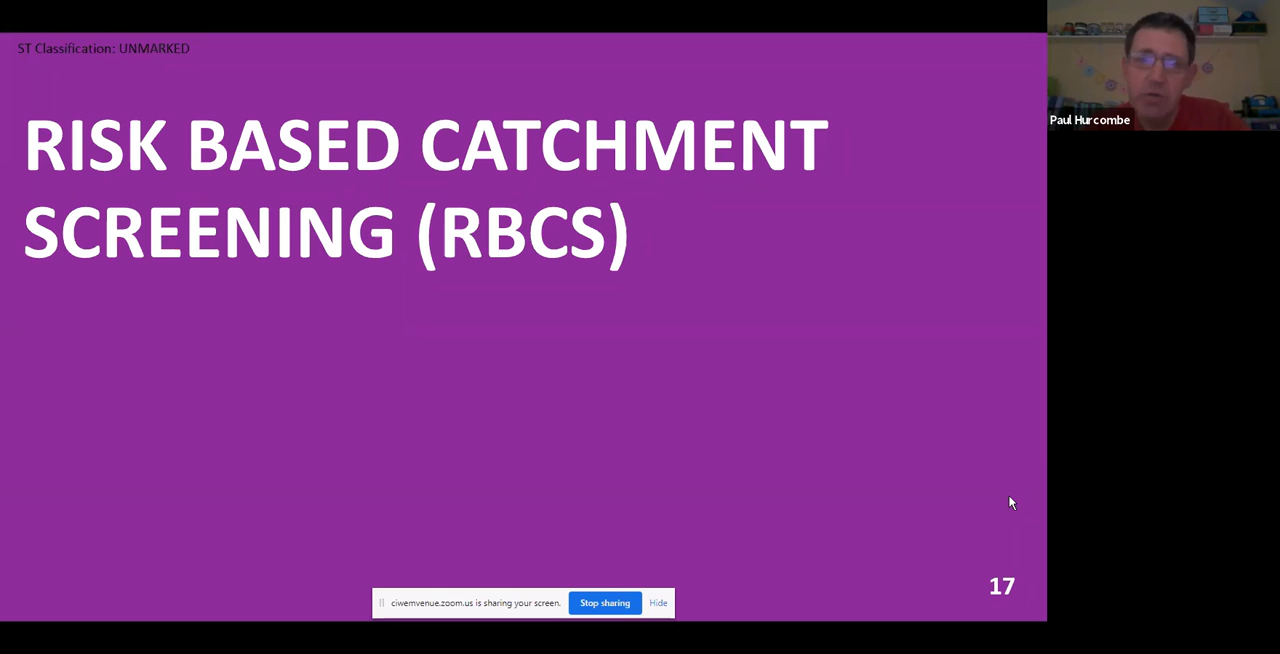 ST Classification: UNMARKED
RISK BASED CATCHMENT
SCREENING (RBCS)
Paul Hurcombe
17
ciwemvenue.zoom.us is sharing your screen.
Stop sharing
Hide